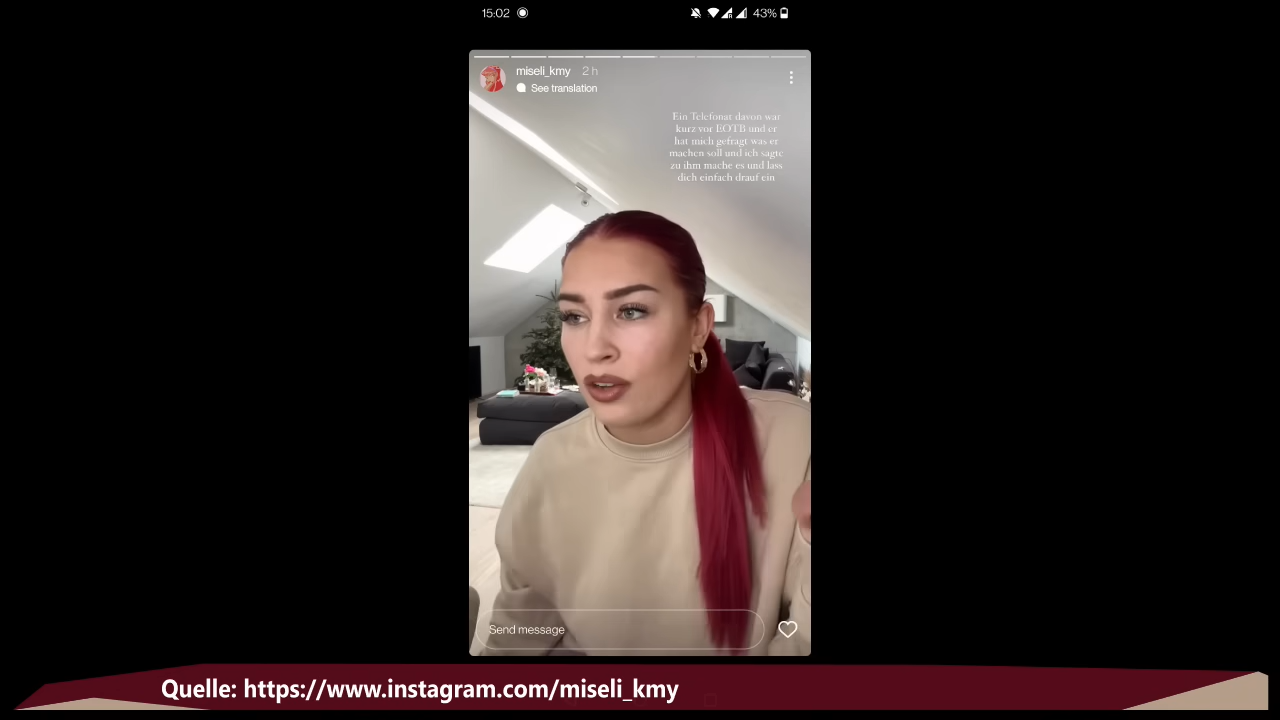 15:02
43%
miseli_kmy 2 h
See translation
Ein Telefonat davon war
kurz vor EOTB und er
hat mich gefragt was er
machen soll und ich sagte
zu ihm mache es und lass
dich einfach drauf ein
Send message
Quelle: https://www.instagram.com/miseli_kmy